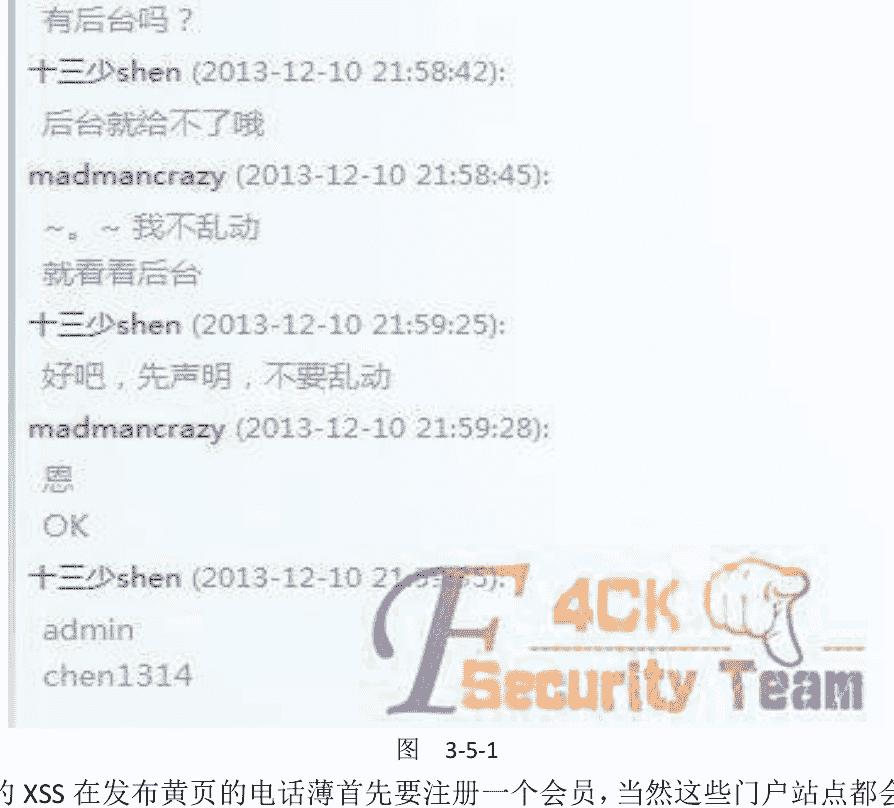 有后台吗？
十三少shen (2013-12-10 21:58:42):
后台就给不了哦
madmancrazy (2013-12-10 21:58:45):
~。~ 我不乱动
就看看后台
十三少shen (2013-12-10 21:59:25):
好吧，先声明，不要乱动
madmancrazy (2013-12-10 21:59:28):
恩
OK
十三少shen (2013-12-10
admin
chen1314
F4CK
Security Team
图 3-5-1
的 XSS 在发布黄页的电话薄首先要注册一个会员，当然这些门户站点都